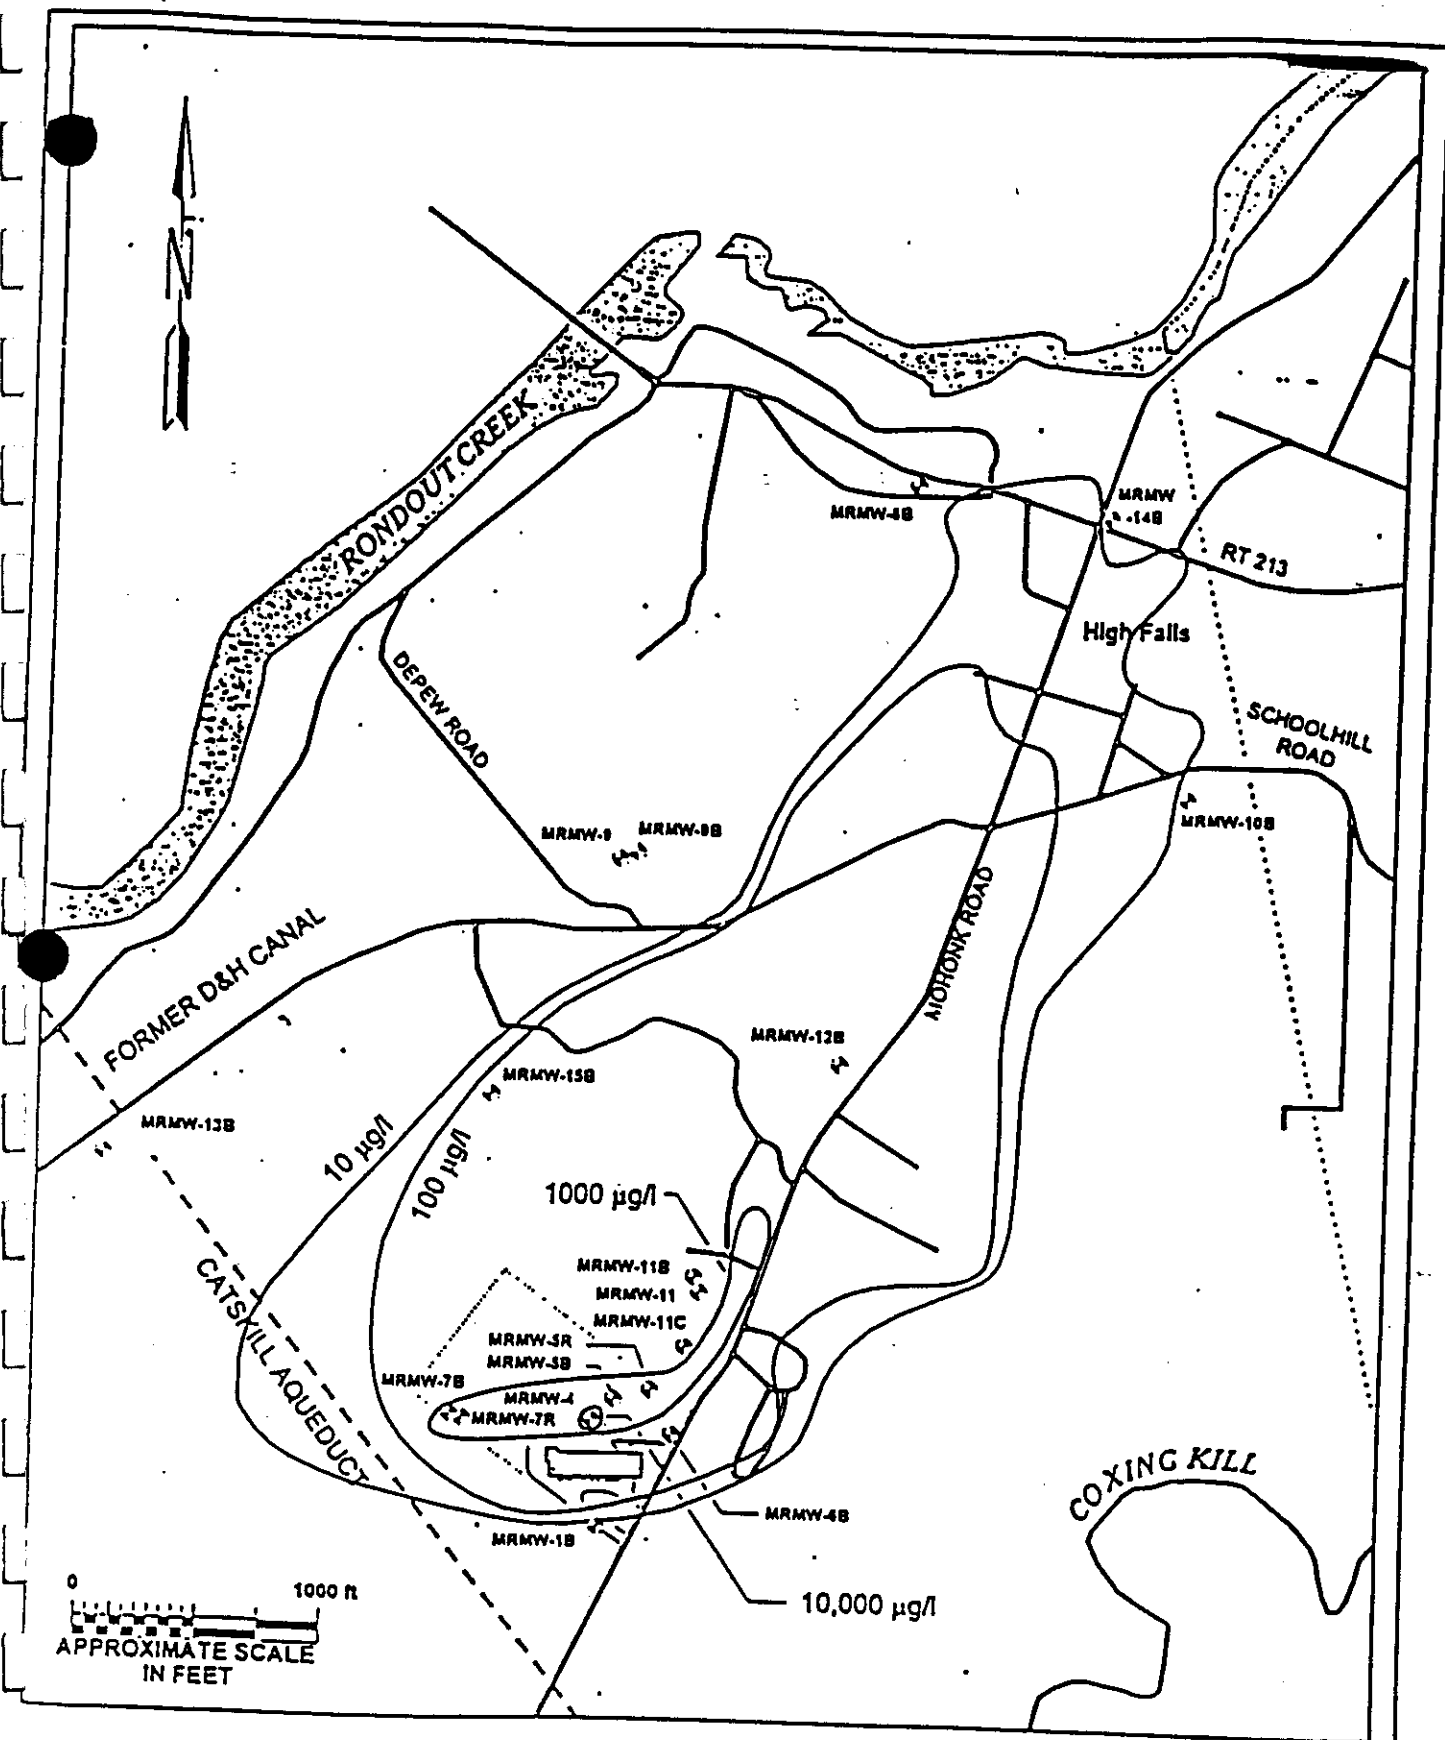 N
RONDOUT CREEK
MRMW-6B
MRMW
-14B
RT 213
High Falls
DEPEW ROAD
SCHOOLHILL
ROAD
MRMW-9
MRMW-9B
MRMW-10B
MOHONK ROAD
FORMER D&H CANAL
MRMW-12B
MRMW-15B
MRMW-13B
10 µg/l
100 µg/l
1000 µg/l
CATSKILL AQUEDUCT
MRMW-11B
MRMW-11
MRMW-11C
MRMW-5R
MRMW-5B
MRMW-7B
MRMW-4
MRMW-7R
COXING KILL
MRMW-6B
MRMW-1B
10,000 µg/l
0
1000 ft
APPROXIMATE SCALE
IN FEET